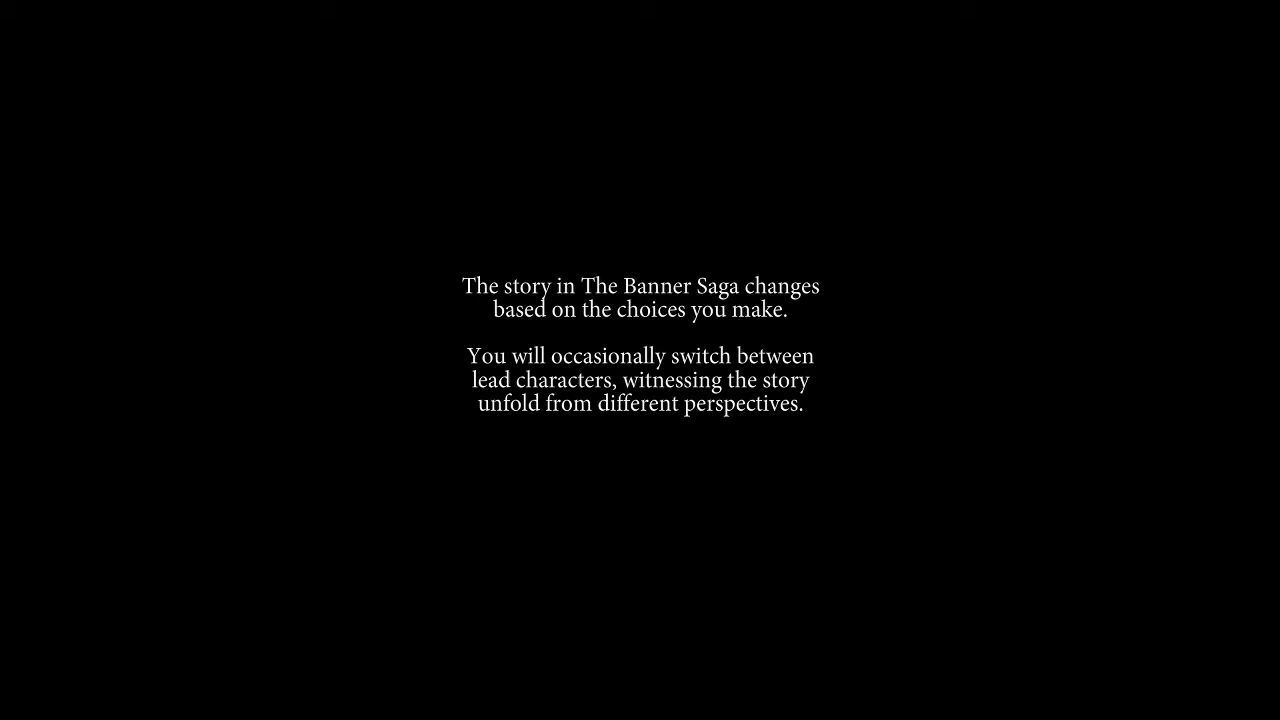 The story in The Banner Saga changes
based on the choices you make.
You will occasionally switch between
lead characters, witnessing the story
unfold from different perspectives.